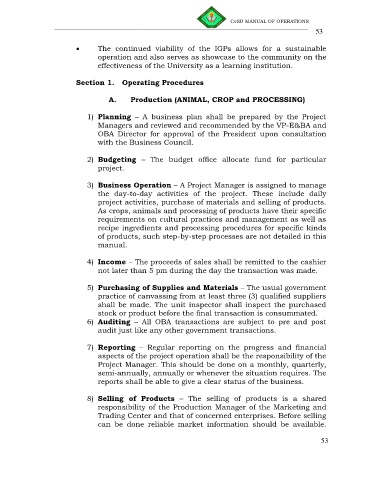 CvSU MANUAL OF OPERATIONS
53
• The continued viability of the IGPs allows for a sustainable
operation and also serves as showcase to the community on the
effectiveness of the University as a learning institution.
Section 1. Operating Procedures
A. Production (ANIMAL, CROP and PROCESSING)
1) Planning – A business plan shall be prepared by the Project
Managers and reviewed and recommended by the VP-E&BA and
OBA Director for approval of the President upon consultation
with the Business Council.
2) Budgeting – The budget office allocate fund for particular
project.
3) Business Operation – A Project Manager is assigned to manage
the day-to-day activities of the project. These include daily
project activities, purchase of materials and selling of products.
As crops, animals and processing of products have their specific
requirements on cultural practices and management as well as
recipe ingredients and processing procedures for specific kinds
of products, such step-by-step processes are not detailed in this
manual.
4) Income – The proceeds of sales shall be remitted to the cashier
not later than 5 pm during the day the transaction was made.
5) Purchasing of Supplies and Materials – The usual government
practice of canvassing from at least three (3) qualified suppliers
shall be made. The unit inspector shall inspect the purchased
stock or product before the final transaction is consummated.
6) Auditing – All OBA transactions are subject to pre and post
audit just like any other government transactions.
7) Reporting – Regular reporting on the progress and financial
aspects of the project operation shall be the responsibility of the
Project Manager. This should be done on a monthly, quarterly,
semi-annually, annually or whenever the situation requires. The
reports shall be able to give a clear status of the business.
8) Selling of Products – The selling of products is a shared
responsibility of the Production Manager of the Marketing and
Trading Center and that of concerned enterprises. Before selling
can be done reliable market information should be available.
53